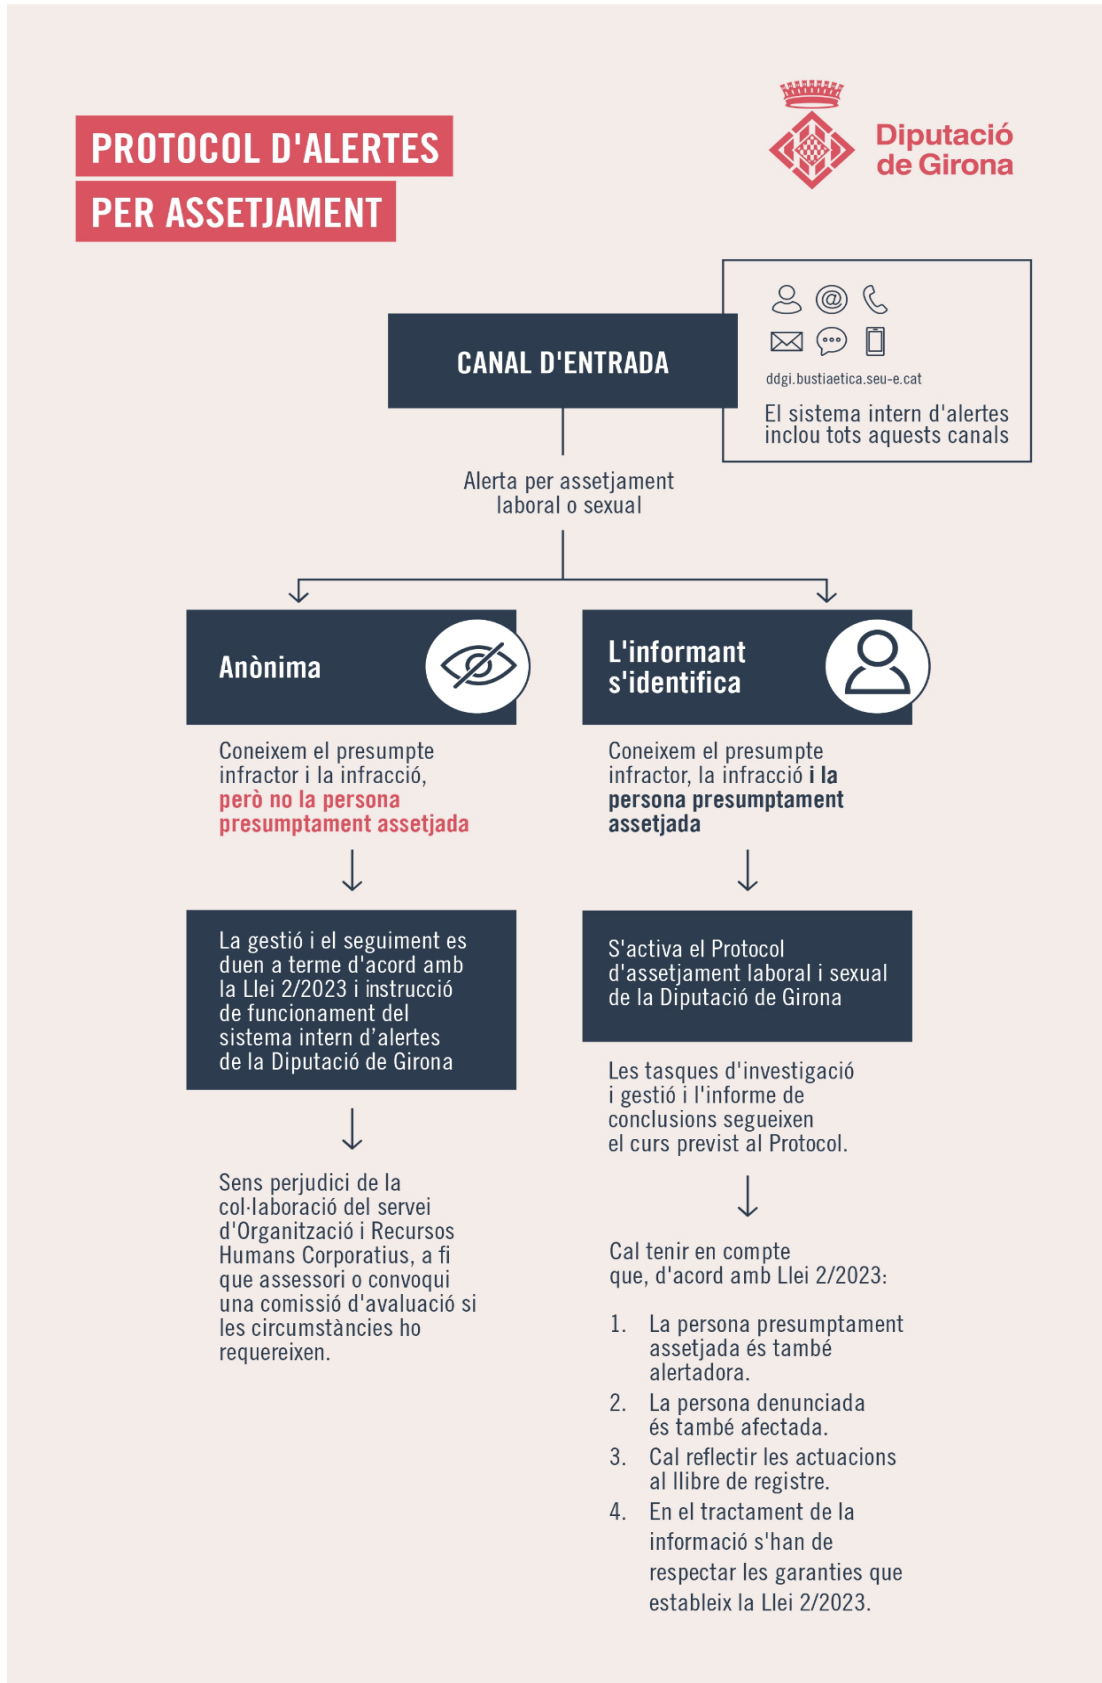 PROTOCOL D'ALERTES
PER ASSETJAMENT
Diputació
de Girona
CANAL D'ENTRADA
ddgi.bustiaetica.seu-e.cat
El sistema intern d'alertes
inclou tots aquests canals
Alerta per assetjament
laboral o sexual
Anònima
Coneixem el presumpte
infractor i la infracció,
però no la persona
presumptament assetjada
La gestió i el seguiment es
duen a terme d'acord amb
la Llei 2/2023 i instrucció
de funcionament del
sistema intern d’alertes
de la Diputació de Girona
Sens perjudici de la
col·laboració del servei
d'Organització i Recursos
Humans Corporatius, a fi
que assessori o convoqui
una comissió d'avaluació si
les circumstàncies ho
requereixen.
L'informant
s'identifica
Coneixem el presumpte
infractor, la infracció i la
persona presumptament
assetjada
S'activa el Protocol
d'assetjament laboral i sexual
de la Diputació de Girona
Les tasques d'investigació
i gestió i l'informe de
conclusions segueixen
el curs previst al Protocol.
Cal tenir en compte
que, d'acord amb Llei 2/2023:
1. La persona presumptament
assetjada és també
alertadora.
2. La persona denunciada
és també afectada.
3. Cal reflectir les actuacions
al llibre de registre.
4. En el tractament de la
informació s'han de
respectar les garanties que
estableix la Llei 2/2023.